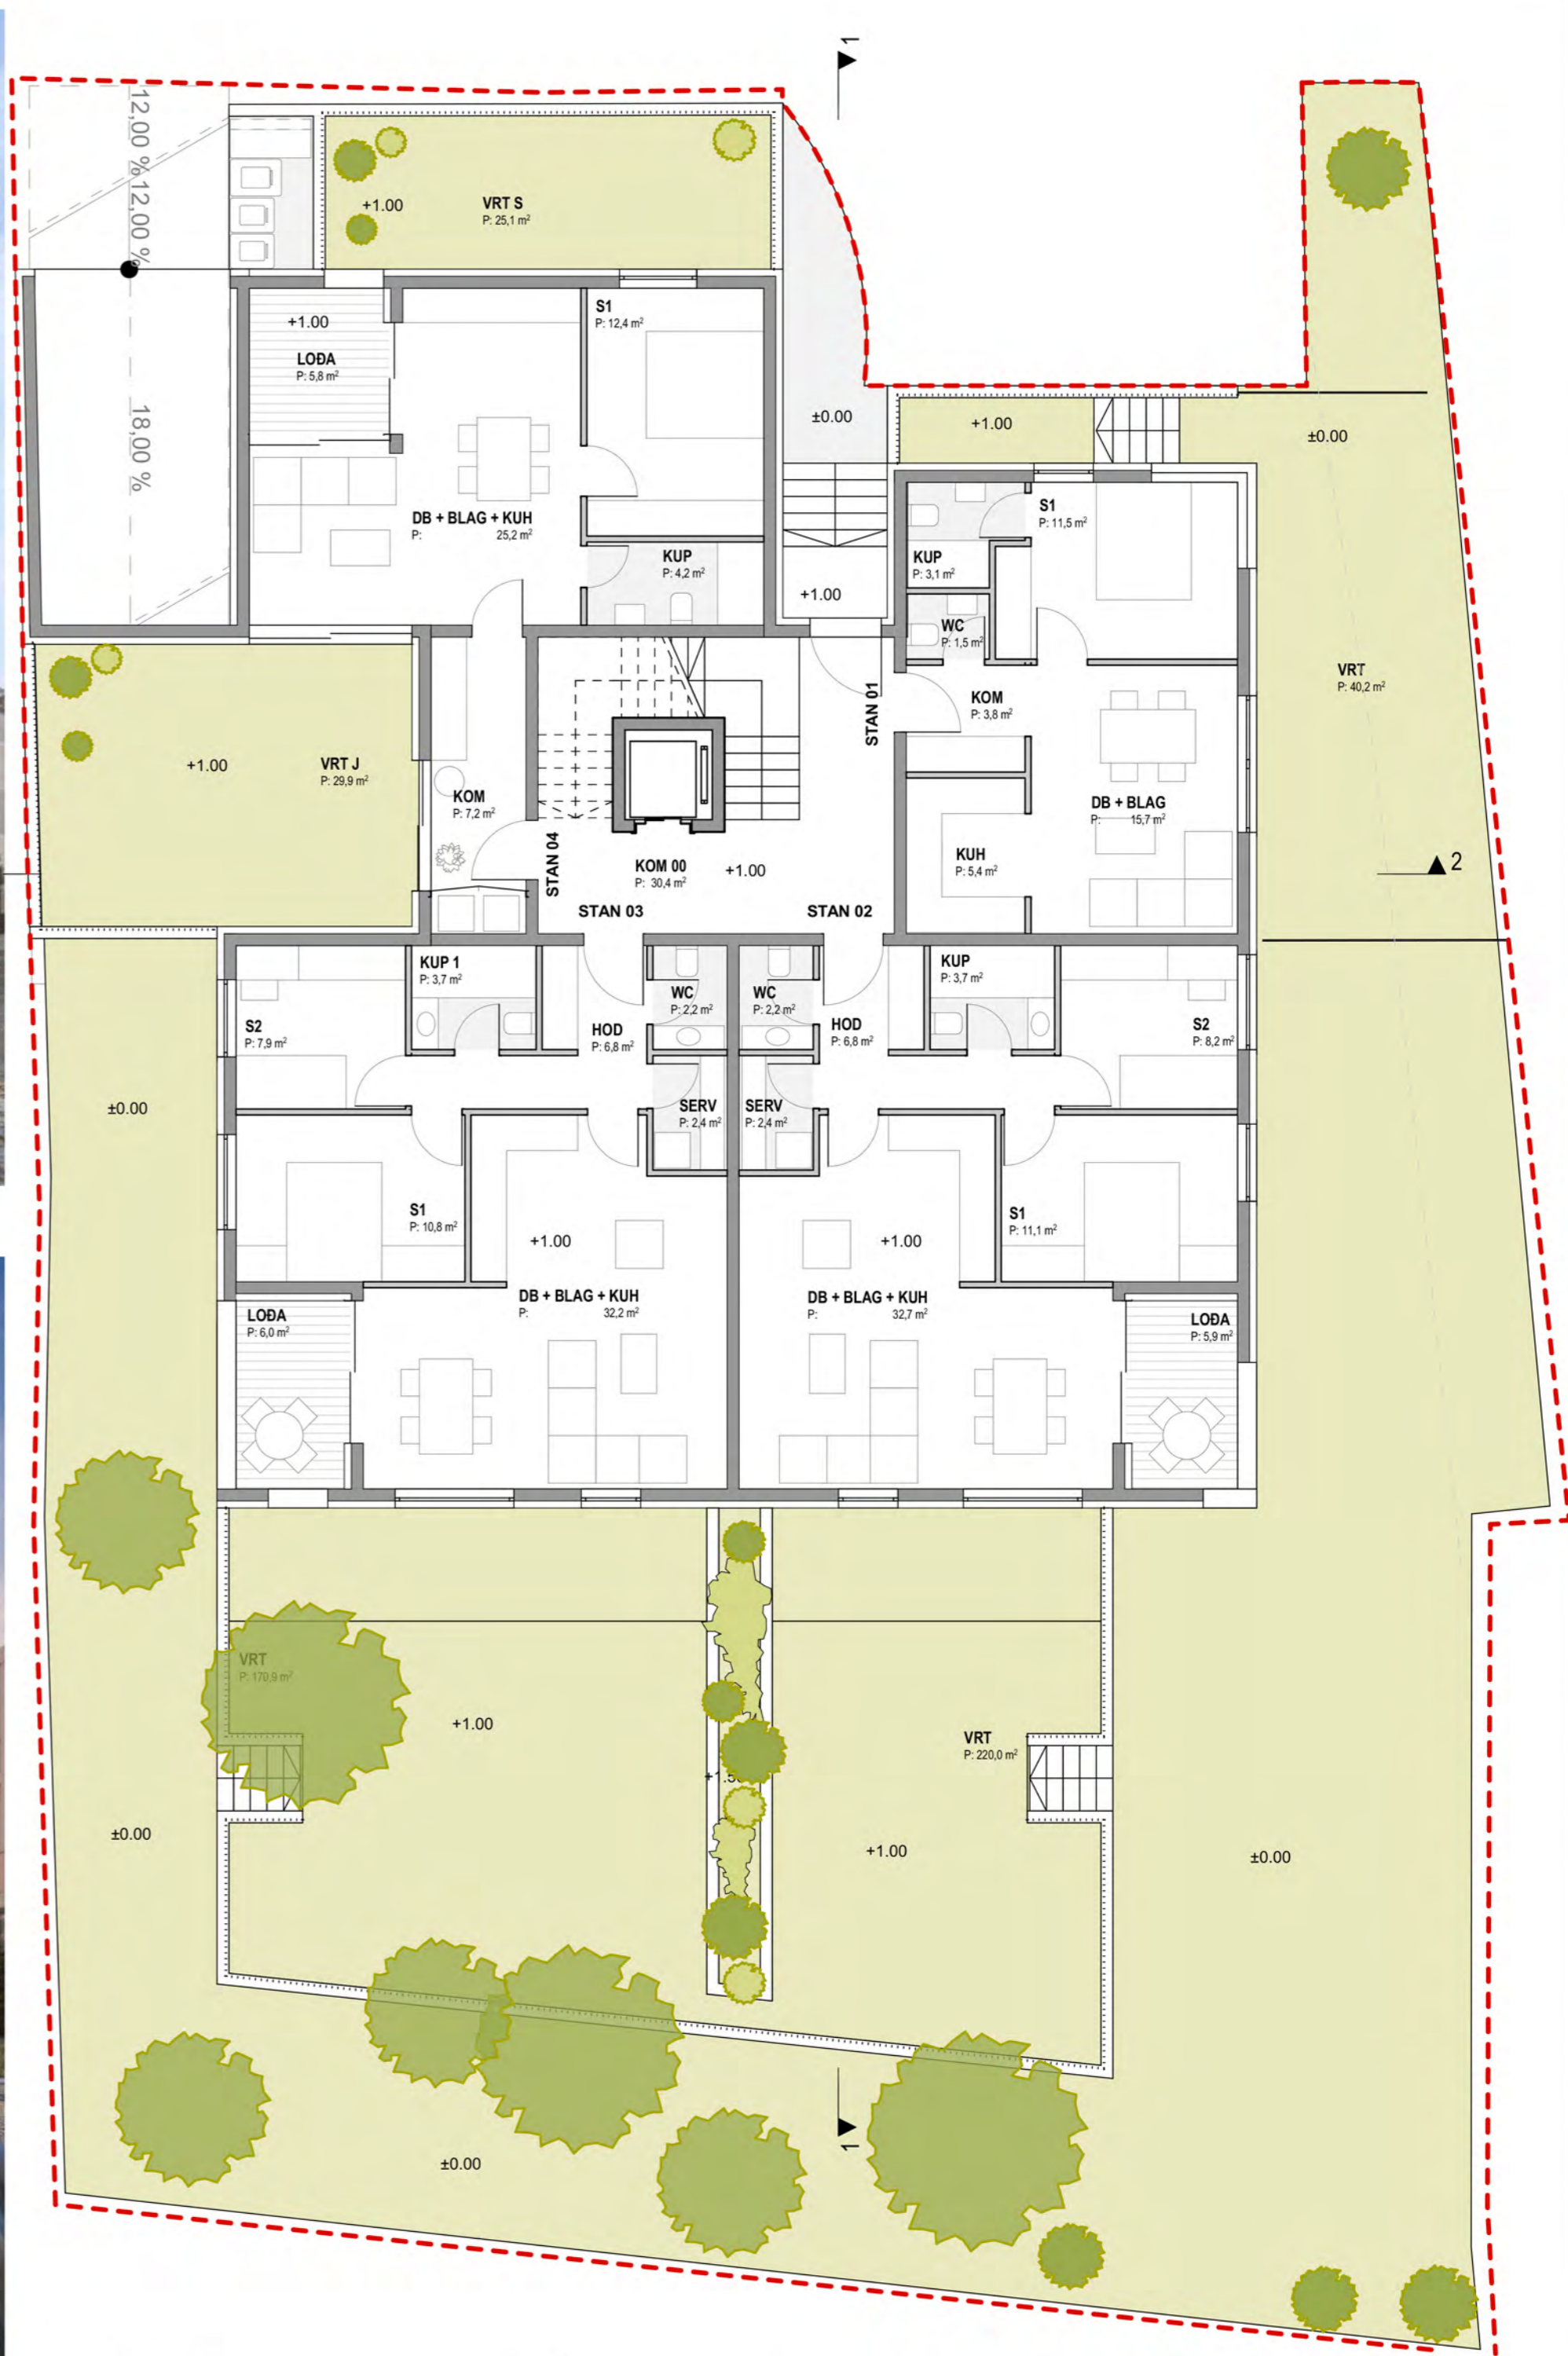 1
12,00 %
12,00 %
18,00 %
+1.00
VRT S
P: 25,1 m²
+1.00
LOĐA
P: 5,8 m²
S1
P: 12,4 m²
DB + BLAG + KUH
P: 25,2 m²
KUP
P: 4,2 m²
±0.00
+1.00
+1.00
±0.00
S1
P: 11,5 m²
KUP
P: 3,1 m²
WC
P: 1,5 m²
KOM
P: 3,8 m²
STAN 01
VRT
P: 40,2 m²
+1.00
VRT J
P: 29,9 m²
KOM
P: 7,2 m²
STAN 04
KOM 00
P: 30,4 m²
+1.00
STAN 03
STAN 02
DB + BLAG
P: 15,7 m²
KUH
P: 5,4 m²
2
KUP 1
P: 3,7 m²
WC
P: 2,2 m²
WC
P: 2,2 m²
KUP
P: 3,7 m²
S2
P: 7,9 m²
HOD
P: 6,8 m²
HOD
P: 6,8 m²
S2
P: 8,2 m²
±0.00
SERV
P: 2,4 m²
SERV
P: 2,4 m²
S1
P: 10,8 m²
+1.00
+1.00
S1
P: 11,1 m²
DB + BLAG + KUH
P: 32,2 m²
DB + BLAG + KUH
P: 32,7 m²
LOĐA
P: 6,0 m²
LOĐA
P: 5,9 m²
VRT
P: 170,9 m²
+1.00
VRT
P: 220,0 m²
±0.00
+1.00
±0.00
1
±0.00